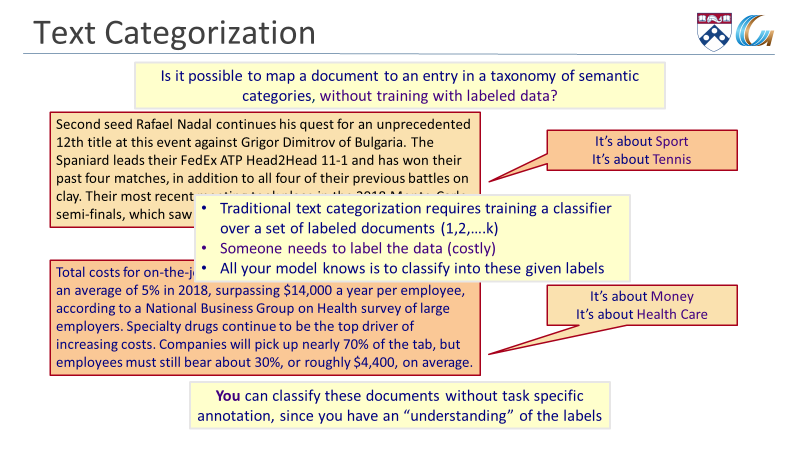 Text Categorization
Is it possible to map a document to an entry in a taxonomy of semantic
categories, without training with labeled data?
Second seed Rafael Nadal continues his quest for an unprecedented
12th title at this event against Grigor Dimitrov of Bulgaria. The
Spaniard leads their FedEx ATP Head2Head 11-1 and has won their
past four matches, in addition to all four of their previous battles on
clay. Their most recent meeting took place in the 2018 Monte-Carlo
semi-finals, which saw
It's about Sport
It's about Tennis
• Traditional text categorization requires training a classifier
over a set of labeled documents (1,2,....k)
• Someone needs to label the data (costly)
• All your model knows is to classify into these given labels
Total costs for on-the-j
an average of 5% in 2018, surpassing $14,000 a year per employee,
according to a National Business Group on Health survey of large
employers. Specialty drugs continue to be the top driver of
increasing costs. Companies will pick up nearly 70% of the tab, but
employees must still bear about 30%, or roughly $4,400, on average.
It's about Money
It's about Health Care
You can classify these documents without task specific
annotation, since you have an “understanding” of the labels